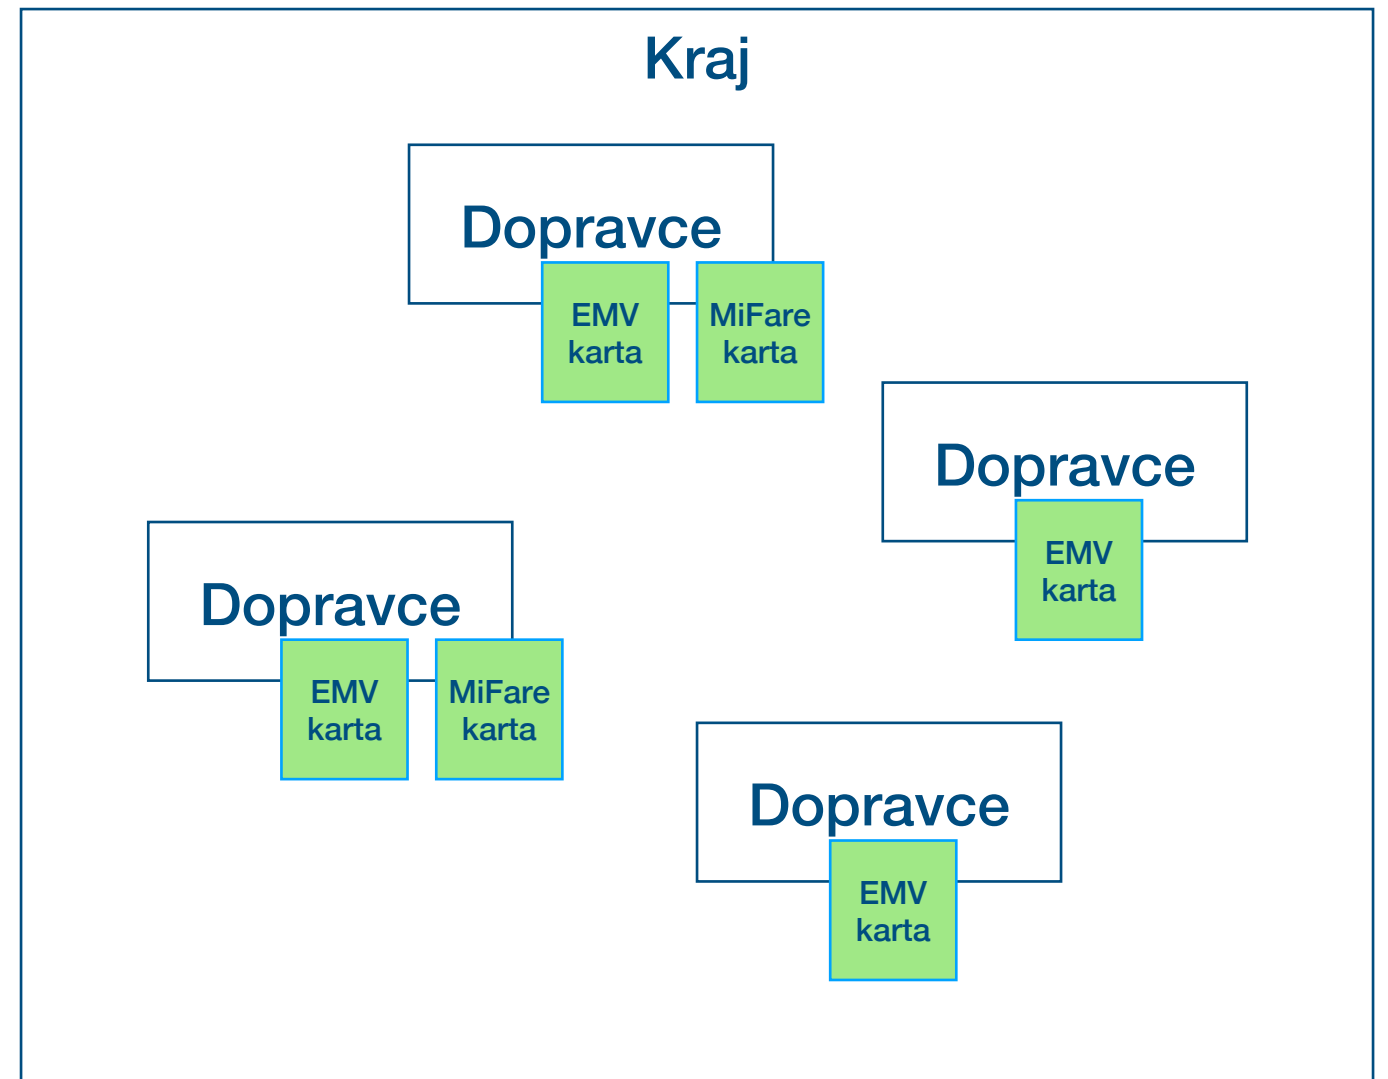 Kraj
Dopravce
EMV
karta
MiFare
karta
Dopravce
EMV
karta
Dopravce
EMV
karta
MiFare
karta
Dopravce
EMV
karta